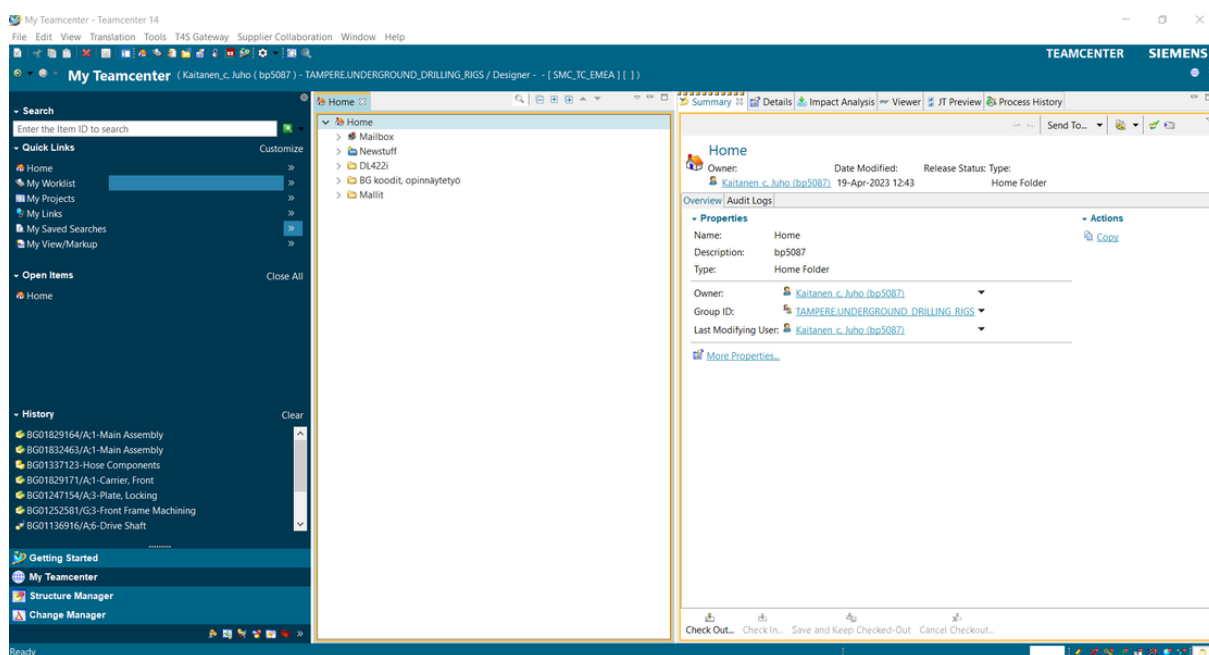 My Teamcenter - Teamcenter 14
File Edit View Translation Tools T4S Gateway Supplier Collaboration Window Help
TEAMCENTER SIEMENS
My Teamcenter ( Kaitanen_c, Juho ( bp5087 ) - TAMPERE.UNDERGROUND_DRILLING_RIGS / Designer - - [ SMC_TC_EMEA ] [ ] )
Search
Enter the Item ID to search
Quick Links Customize
Home
My Worklist
My Projects
My Links
My Saved Searches
My View/Markup
Open Items Close All
Home
History Clear
BG01829164/A;1-Main Assembly
BG01832463/A;1-Main Assembly
BG01337123-Hose Components
BG01829171/A;1-Carrier, Front
BG01247154/A;3-Plate, Locking
BG01252581/G;3-Front Frame Machining
BG01136916/A;6-Drive Shaft
Getting Started
My Teamcenter
Structure Manager
Change Manager
Ready
Home
Home
Mailbox
Newstuff
DL422i
BG koodit, opinnäytetyö
Mallit
Summary Details Impact Analysis Viewer JT Preview Process History
Send To...
Home
Owner: Date Modified: Release Status: Type:
Kaitanen_c, Juho (bp5087) 19-Apr-2023 12:43 Home Folder
Overview Audit Logs
Properties
Name: Home
Description: bp5087
Type: Home Folder
Owner: Kaitanen_c, Juho (bp5087)
Group ID: TAMPERE.UNDERGROUND_DRILLING_RIGS
Last Modifying User: Kaitanen_c, Juho (bp5087)
More Properties...
Actions
Copy
Check Out... Check In... Save and Keep Checked-Out Cancel Checkout...